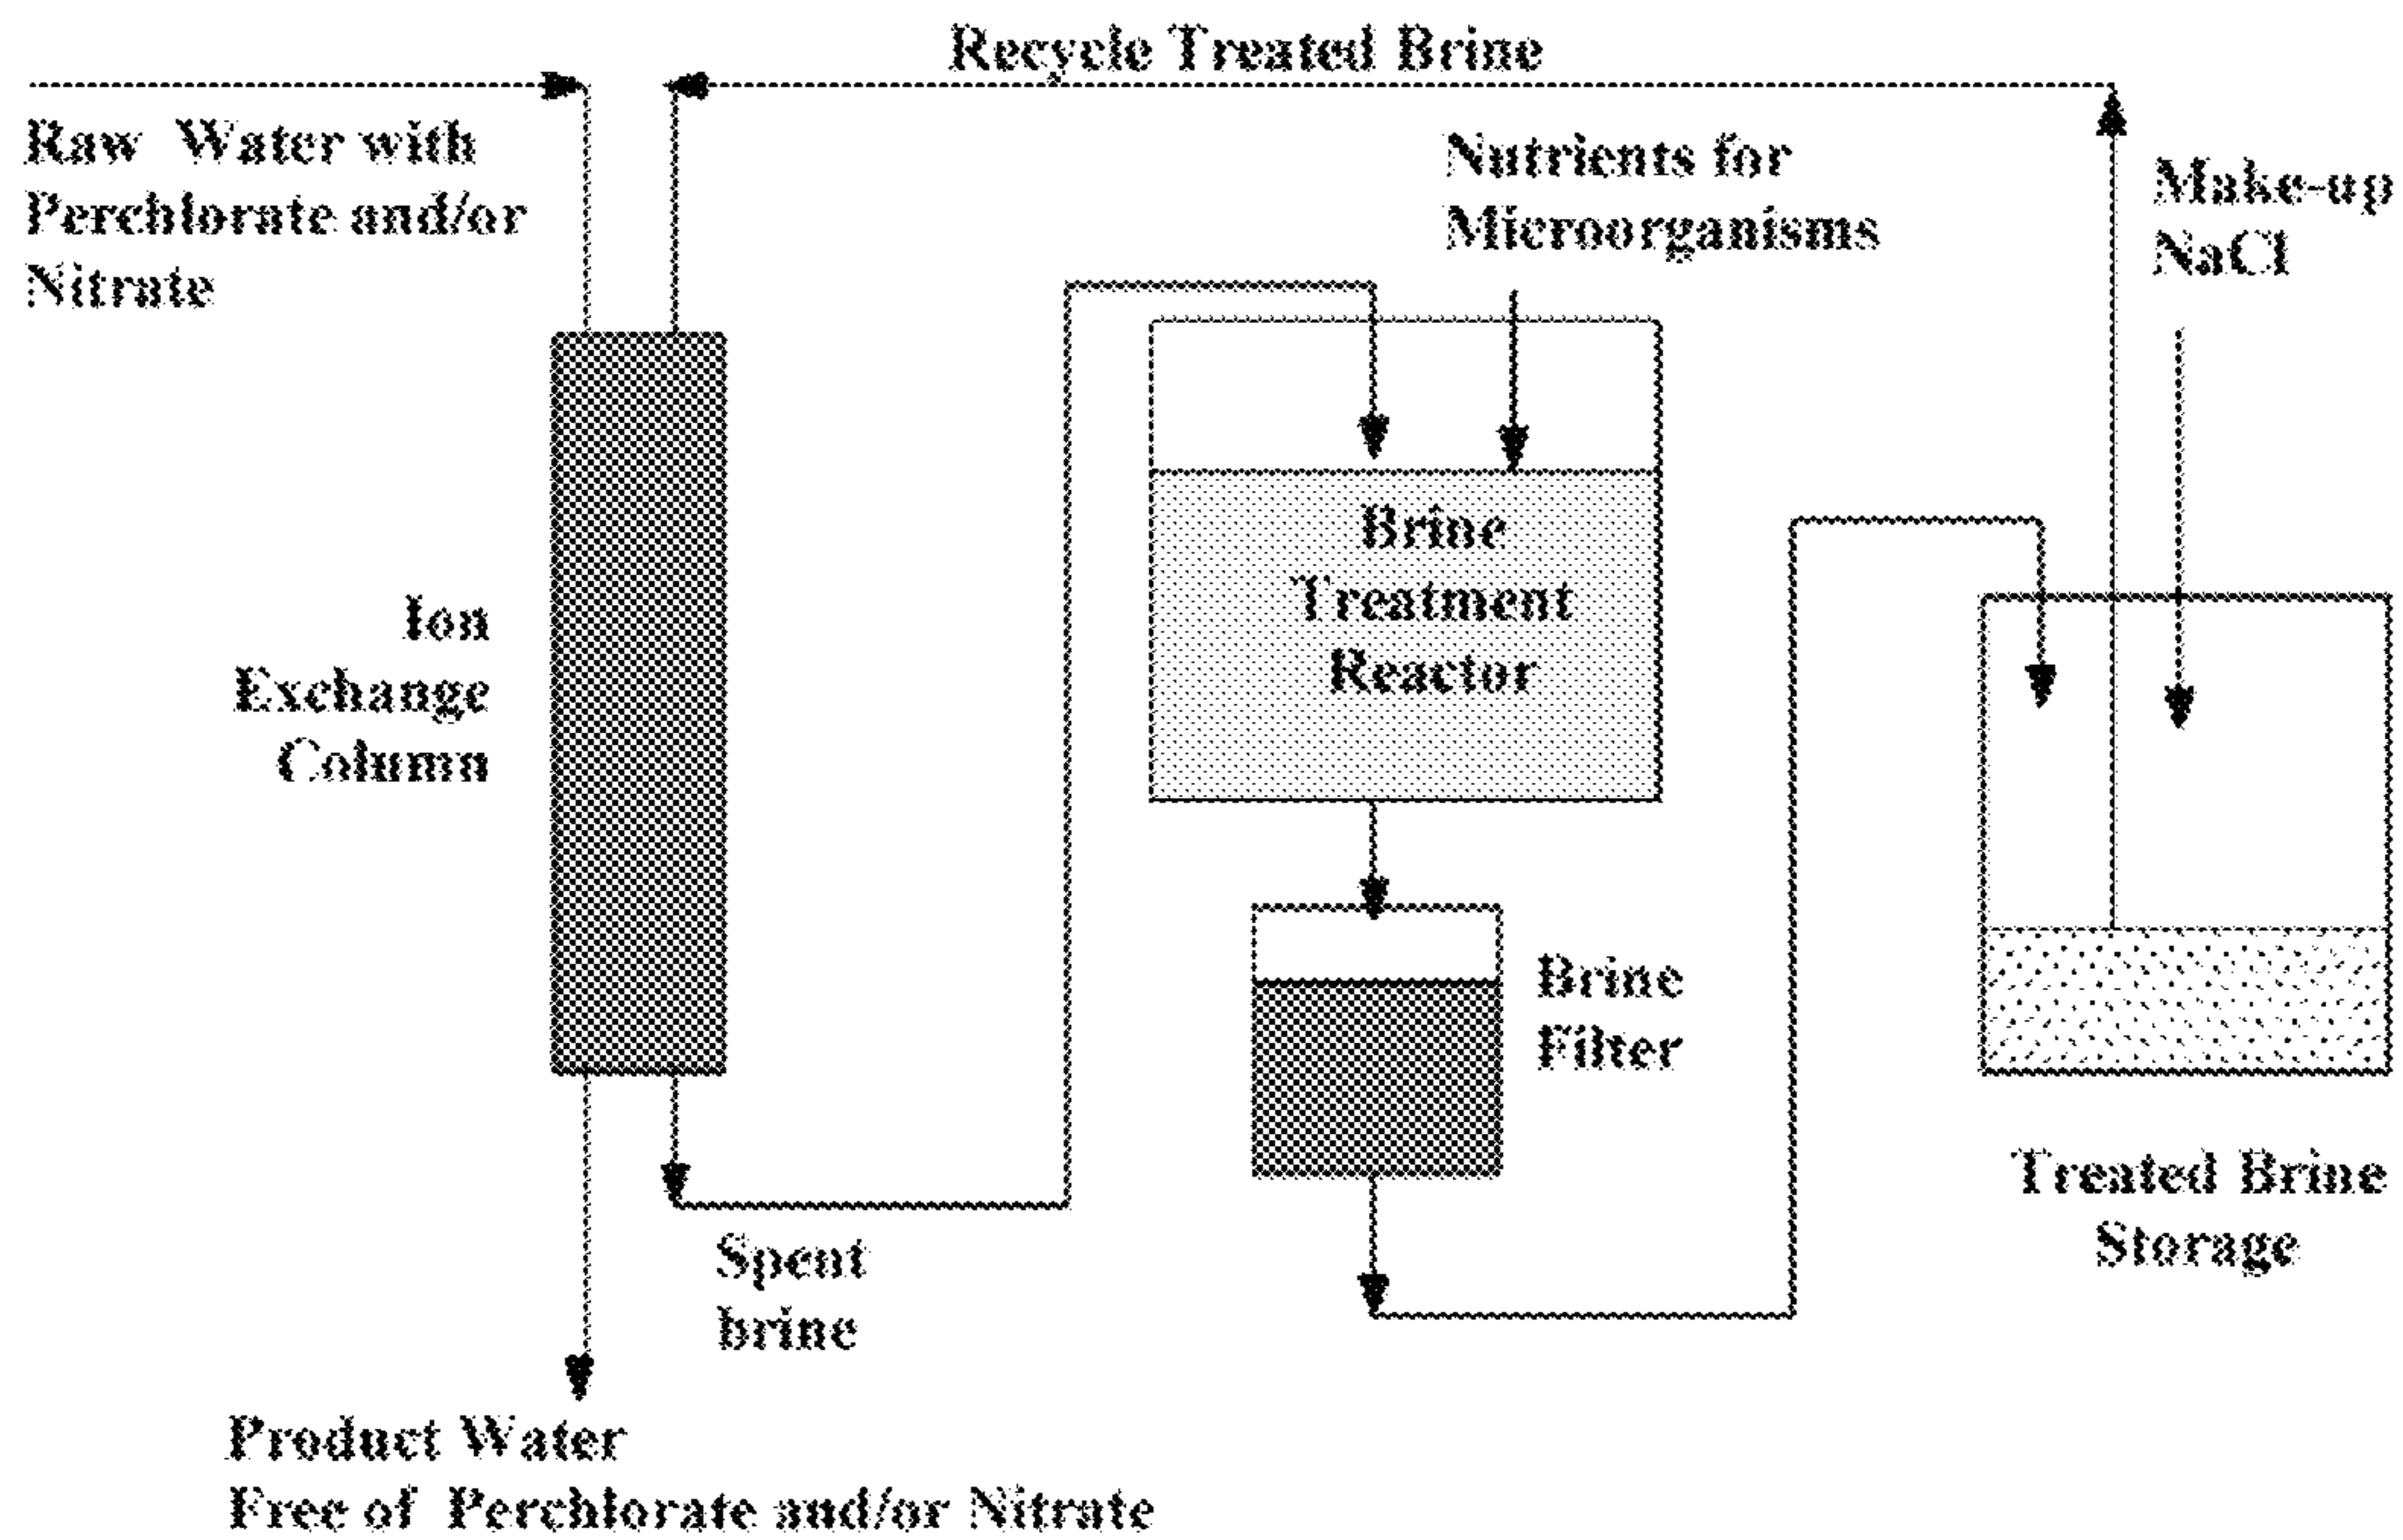 Recycle Treated Brine
Raw Water with
Perchlorate and/or
Nitrate
Nutrients for
Microorganisms
Make-up
NaCl
Ion
Exchange
Column
Brine
Treatment
Reactor
Brine
Filter
Treated Brine
Storage
Spent
brine
Product Water
Free of Perchlorate and/or Nitrate